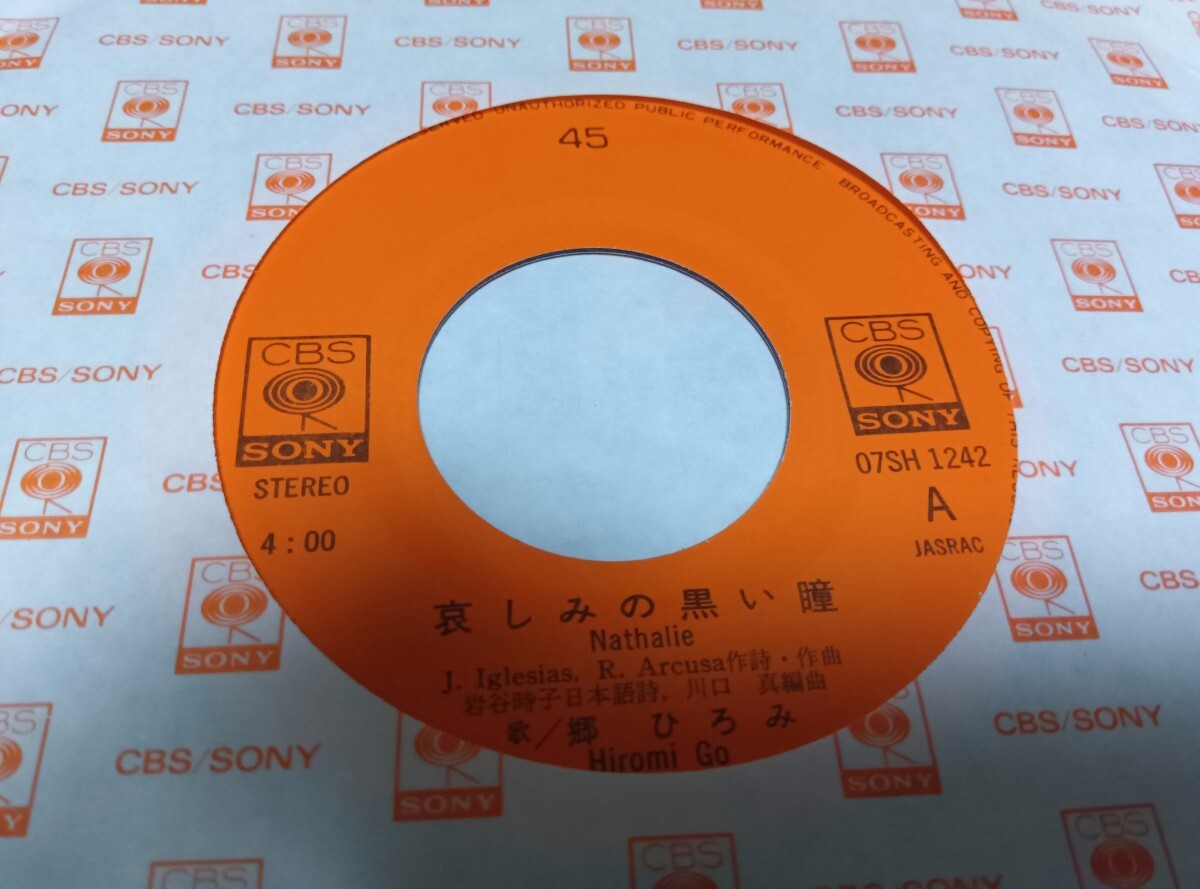 UNAUTHORIZED PUBLIC PERFORMANCE BROADCASTING AND COPYING OF THIS
45
CBS
SONY
STEREO
4:00
CBS
SONY
07SH 1242
A
JASRAC
哀しみの黒い瞳
Nathalie
J. Iglesias, R. Arcusa作詩・作曲
岩谷時子日本語詩, 川口 真編曲
歌／郷 ひろみ
Hiromi Go
CBS/SONY